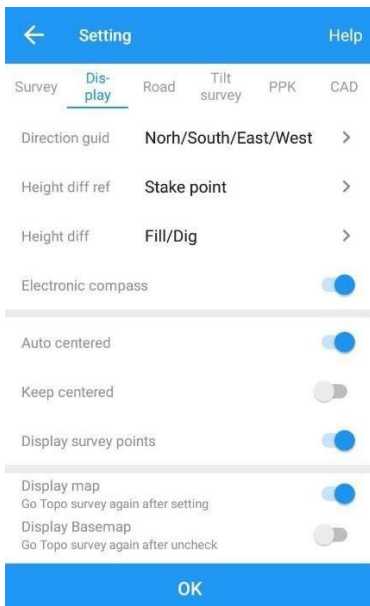 Setting Help
Survey Dis-play Road Tilt survey PPK CAD
Direction guid Norh/South/East/West
Height diff ref Stake point
Height diff Fill/Dig
Electronic compass
Auto centered
Keep centered
Display survey points
Display map
Go Topo survey again after setting
Display Basemap
Go Topo survey again after uncheck
OK